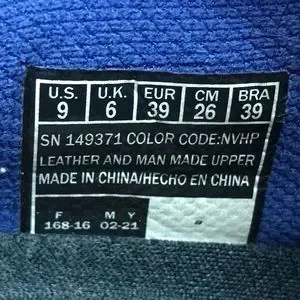 U.S. U.K. EUR CM BRA
9 6 39 26 39
SN 149371 COLOR CODE:NVHP
LEATHER AND MAN MADE UPPER
MADE IN CHINA/HECHO EN CHINA
F M Y
168-16 02-21